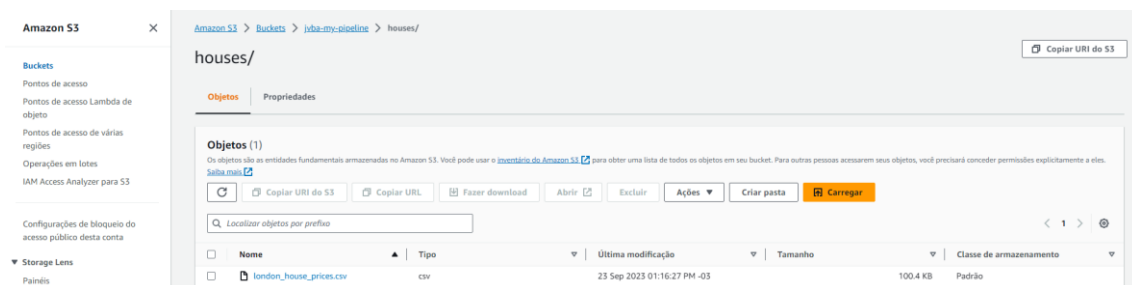 Amazon S3
Amazon S3 > Buckets > jvba-my-pipeline > houses/
Copiar URI do S3
houses/
Buckets
Pontos de acesso
Pontos de acesso Lambda de
objeto
Pontos de acesso de várias
regiões
Operações em lotes
IAM Access Analyzer para S3
Configurações de bloqueio do
acesso público desta conta
▼ Storage Lens
Painéis
Objetos Propriedades
Objetos (1)
Os objetos são as entidades fundamentais armazenadas no Amazon S3. Você pode usar o inventário do Amazon S3 para obter uma lista de todos os objetos em seu bucket. Para outras pessoas acessarem seus objetos, você precisará conceder permissões explicitamente a eles.
Saiba mais
Copiar URI do S3 Copiar URL Fazer download Abrir Excluir Ações ▼ Criar pasta Carregar
Localizar objetos por prefixo
< 1 >
Nome Tipo Última modificação Tamanho Classe de armazenamento
london_house_prices.csv csv 23 Sep 2023 01:16:27 PM -03 100.4 KB Padrão